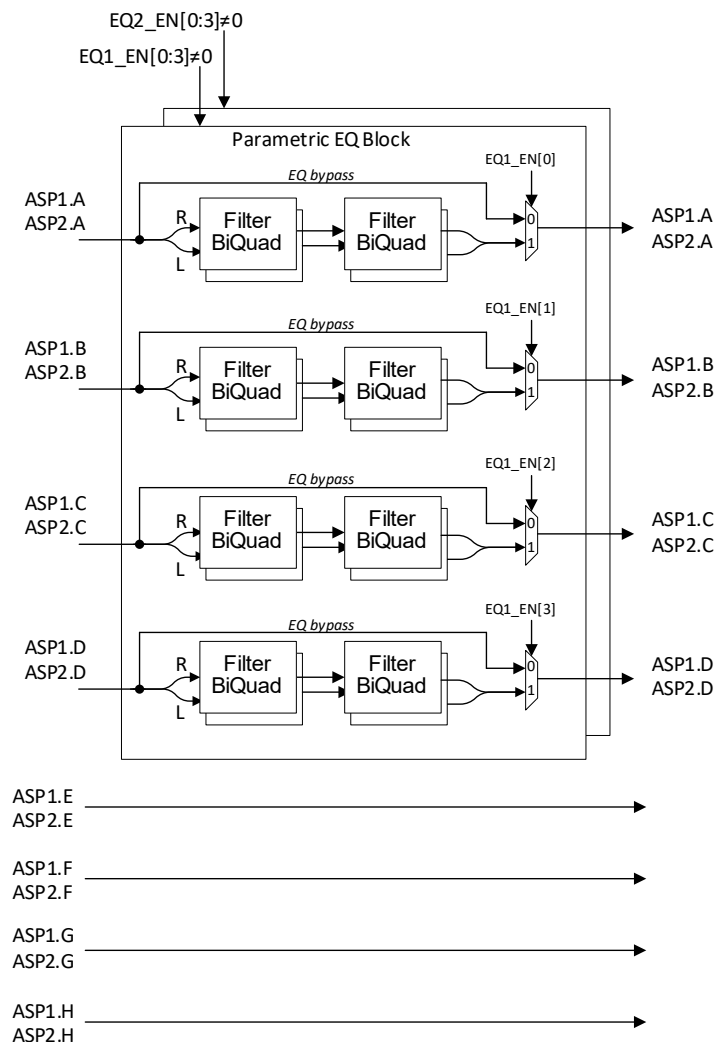 EQ2_EN[0:3]≠0
EQ1_EN[0:3]≠0
Parametric EQ Block
EQ1_EN[0]
EQ bypass
ASP1.A
ASP2.A
R
L
Filter
BiQuad
Filter
BiQuad
0
1
ASP1.A
ASP2.A
EQ1_EN[1]
EQ bypass
ASP1.B
ASP2.B
R
L
Filter
BiQuad
Filter
BiQuad
0
1
ASP1.B
ASP2.B
EQ1_EN[2]
EQ bypass
ASP1.C
ASP2.C
R
L
Filter
BiQuad
Filter
BiQuad
0
1
ASP1.C
ASP2.C
EQ1_EN[3]
EQ bypass
ASP1.D
ASP2.D
R
L
Filter
BiQuad
Filter
BiQuad
0
1
ASP1.D
ASP2.D
ASP1.E
ASP2.E
ASP1.F
ASP2.F
ASP1.G
ASP2.G
ASP1.H
ASP2.H